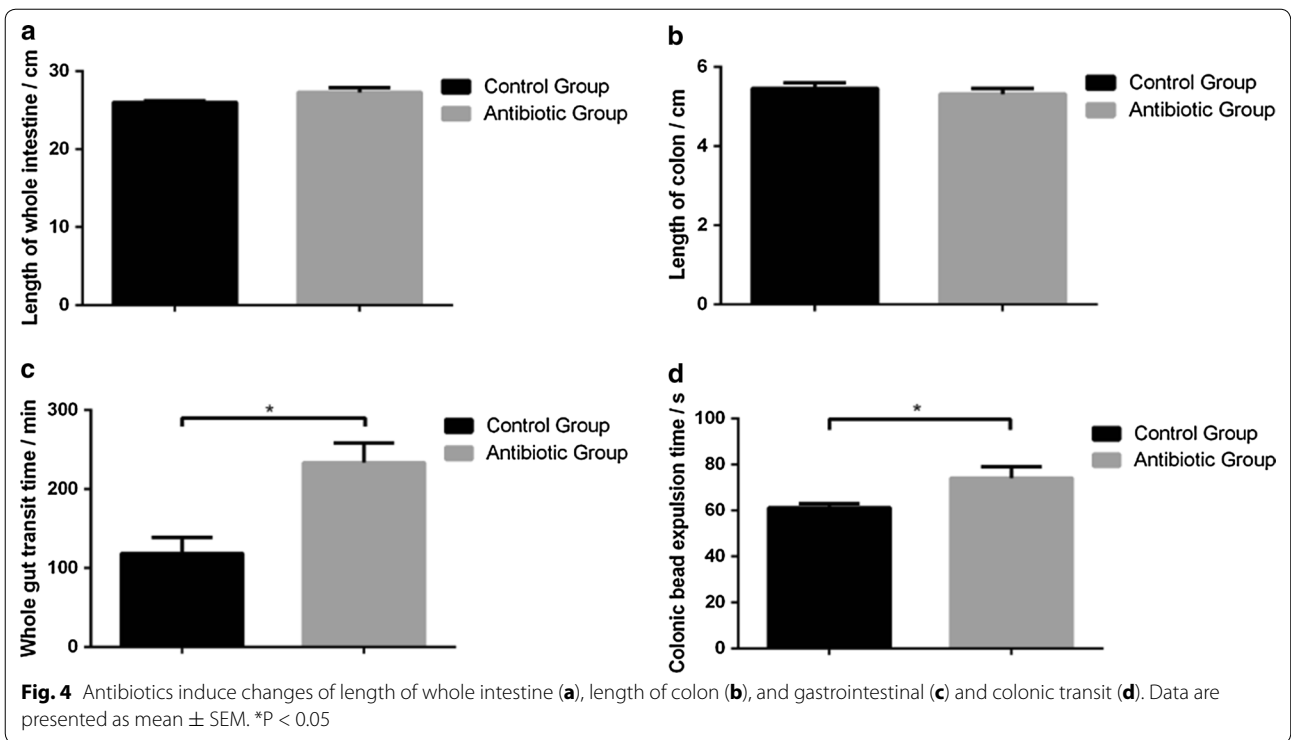 a
Length of whole intestine / cm
30
20
10
0
Control Group
Antibiotic Group
b
Length of colon / cm
6
4
2
0
Control Group
Antibiotic Group
c
Whole gut transit time / min
300
200
100
0
*
Control Group
Antibiotic Group
d
Colonic bead expulsion time / s
100
80
60
40
20
0
*
Control Group
Antibiotic Group
Fig. 4 Antibiotics induce changes of length of whole intestine (a), length of colon (b), and gastrointestinal (c) and colonic transit (d). Data are
presented as mean ± SEM. *P < 0.05